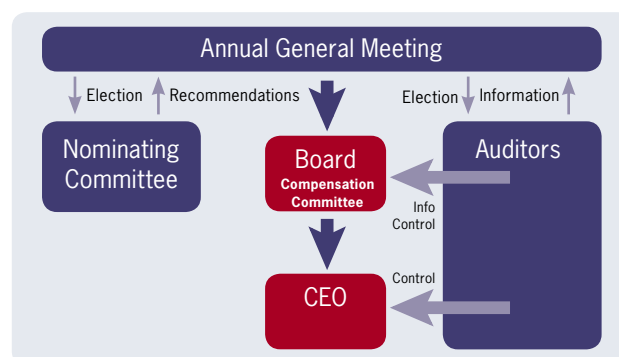 Annual General Meeting
Election
Recommendations
Election
Information
Nominating
Committee
Board
Compensation
Committee
Auditors
Info
Control
Control
CEO